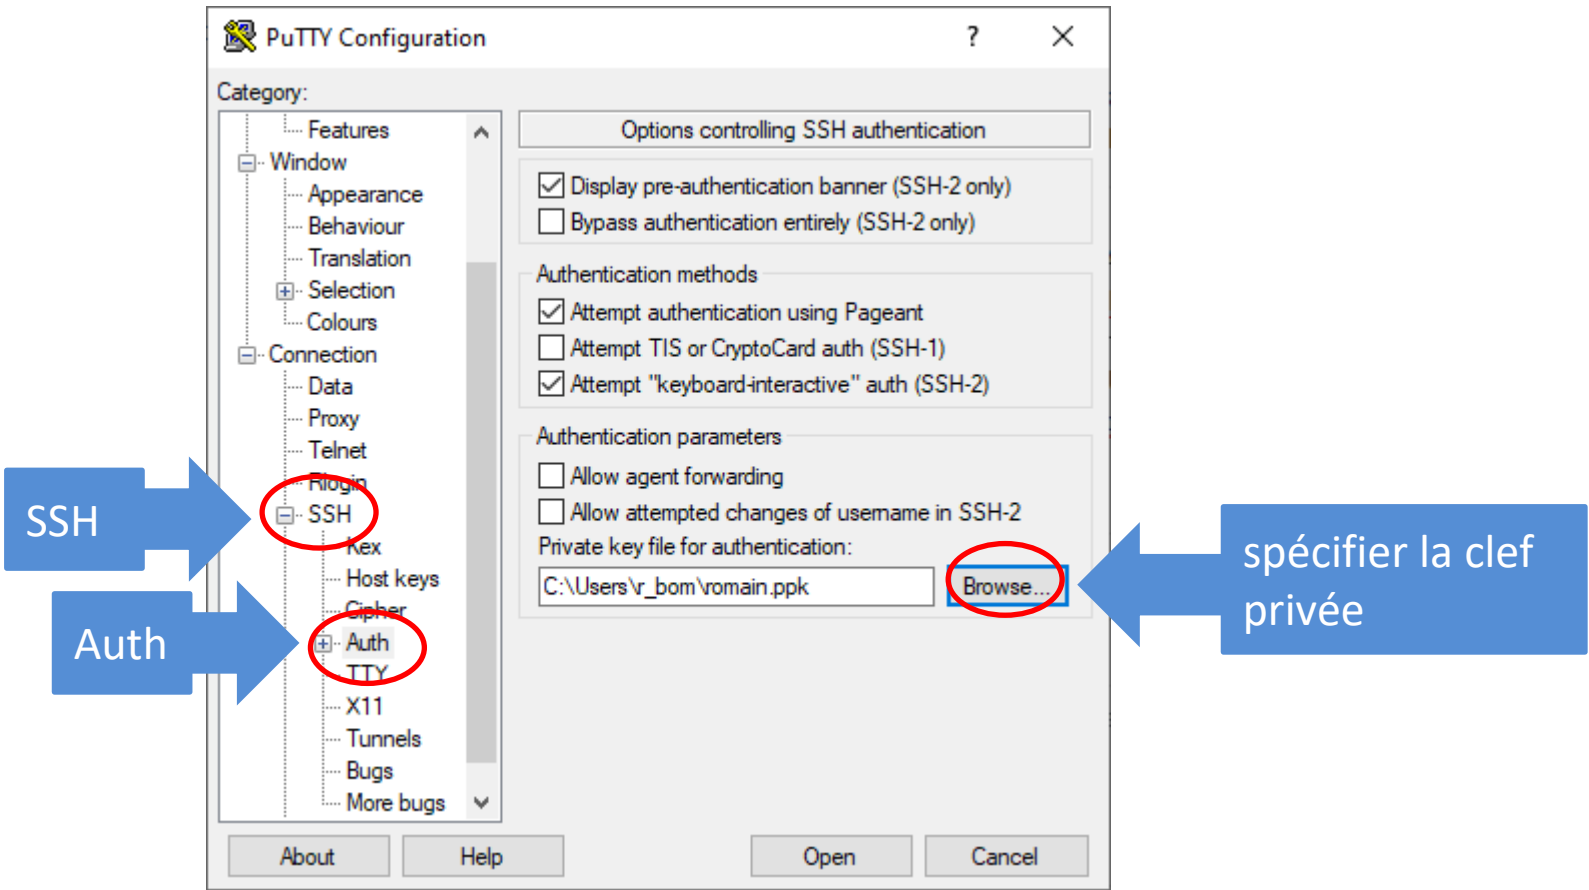 PuTTY Configuration
?
Category:
Features
Window
Appearance
Behaviour
Translation
Selection
Colours
Connection
Data
Proxy
Telnet
Rlogin
SSH
Kex
Host keys
Cipher
Auth
TTY
X11
Tunnels
Bugs
More bugs
Options controlling SSH authentication
Display pre-authentication banner (SSH-2 only)
Bypass authentication entirely (SSH-2 only)
Authentication methods
Attempt authentication using Pageant
Attempt TIS or CryptoCard auth (SSH-1)
Attempt "keyboard-interactive" auth (SSH-2)
Authentication parameters
Allow agent forwarding
Allow attempted changes of username in SSH-2
Private key file for authentication:
C:\Users\r_bom\romain.ppk
Browse...
About
Help
Open
Cancel
SSH
Auth
spécifier la clef
privée